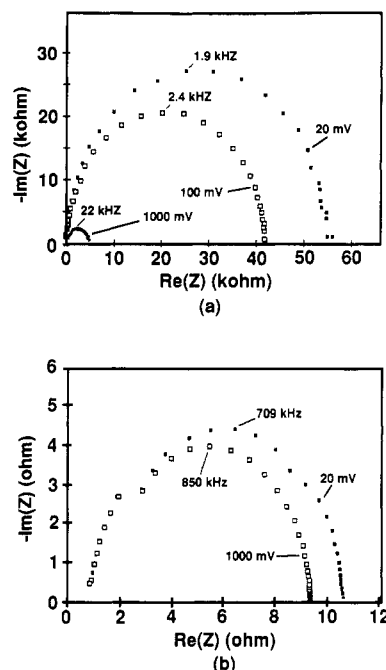 30
20
10
0
-Im(Z) (kohm)
1.9 kHZ
2.4 kHZ
20 mV
100 mV
22 kHZ
1000 mV
0 10 20 30 40 50 60
Re(Z) (kohm)
(a)
6
5
4
3
2
1
0
-Im(Z) (ohm)
709 kHz
850 kHz
20 mV
1000 mV
0 2 4 6 8 10 12
Re(Z) (ohm)
(b)